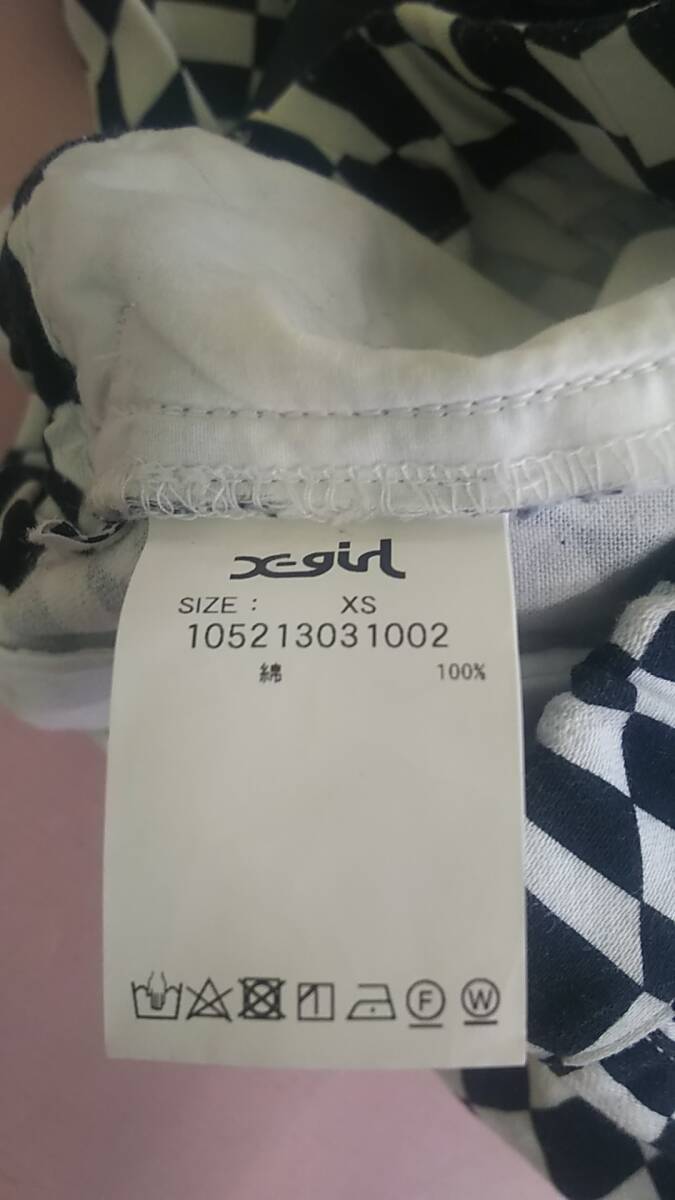 X-girl
SIZE : XS
105213031002
綿 100%
F W